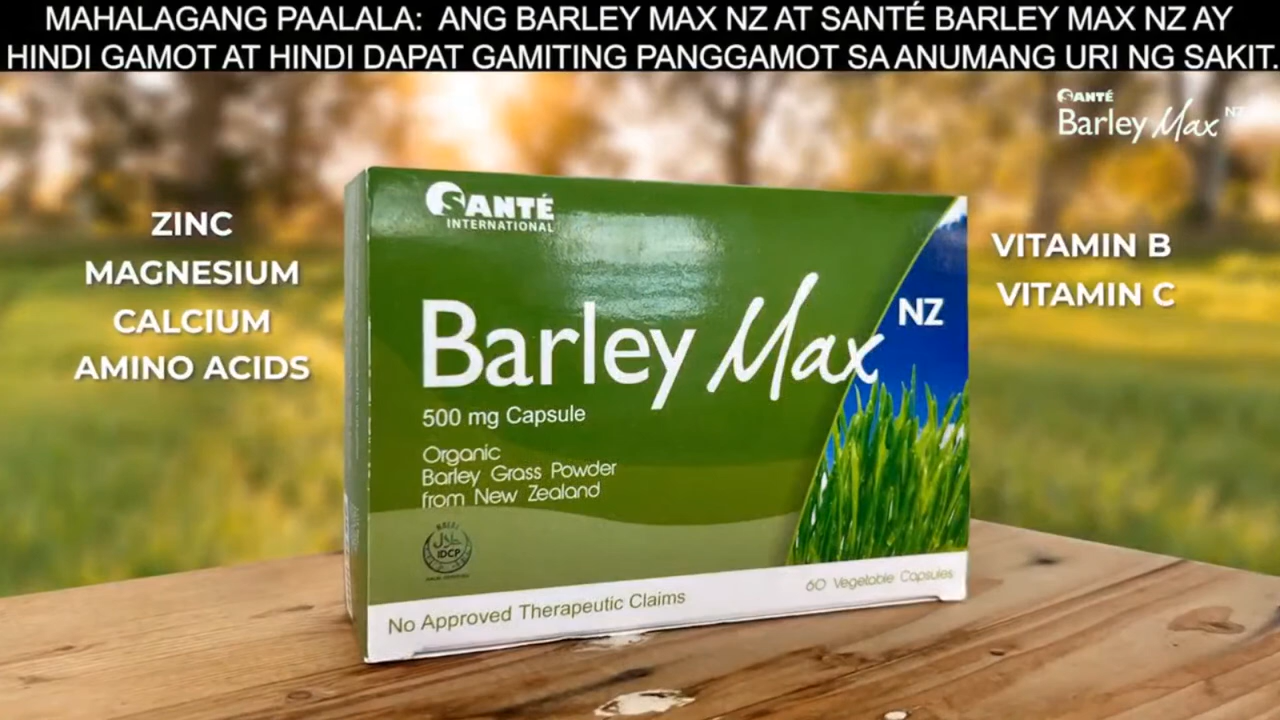 MAHALAGANG PAALALA: ANG BARLEY MAX NZ AT SANTÉ BARLEY MAX NZ AY
HINDI GAMOT AT HINDI DAPAT GAMITING PANGGAMOT SA ANUMANG URI NG SAKIT.
SANTÉ
Barley Max NZ
ZINC
MAGNESIUM
CALCIUM
AMINO ACIDS
VITAMIN B
VITAMIN C
SANTÉ
INTERNATIONAL
Barley Max NZ
500 mg Capsule
Organic
Barley Grass Powder
from New Zealand
HALAL
IDCP
No Approved Therapeutic Claims
60 Vegetable Capsules